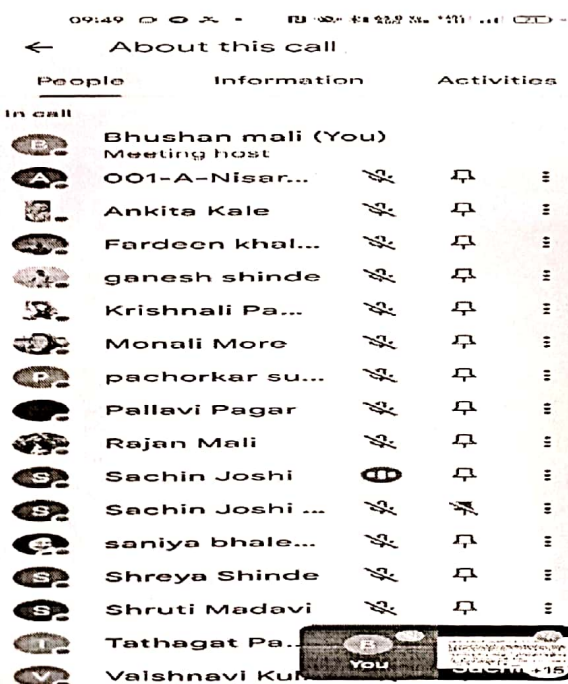 09:49
← About this call
People Information Activities
In call
B Bhushan mali (You)
Meeting host
A 001-A-Nisar...
Ankita Kale
Fardeen khal...
ganesh shinde
Krishnali Pa...
Monali More
P pachorkar su...
Pallavi Pagar
Rajan Mali
S Sachin Joshi
S Sachin Joshi ...
saniya bhale...
S Shreya Shinde
S Shruti Madavi
T Tathagat Pa...
V Vaishnavi Ku
B
You
+15